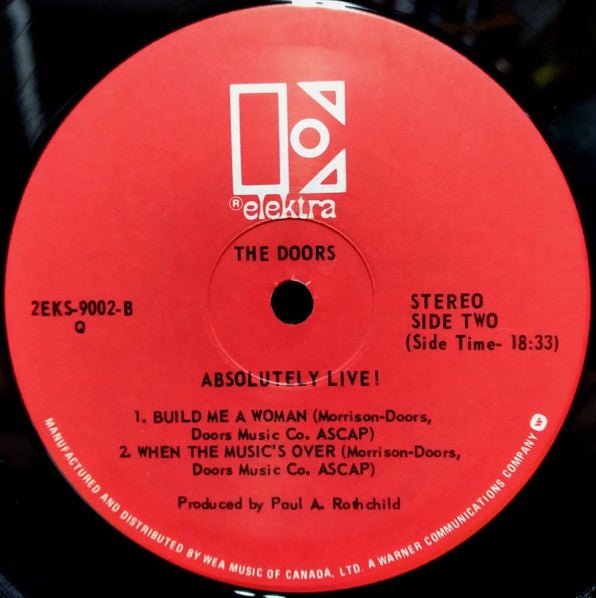 ® elektra
THE DOORS
2EKS-9002-B
Q
STEREO
SIDE TWO
(Side Time- 18:33)
ABSOLUTELY LIVE!
1. BUILD ME A WOMAN (Morrison-Doors,
Doors Music Co. ASCAP)
2. WHEN THE MUSIC'S OVER (Morrison-Doors,
Doors Music Co. ASCAP)
Produced by Paul A. Rothchild
MANUFACTURED AND DISTRIBUTED BY WEA MUSIC OF CANADA, LTD. A WARNER COMMUNICATIONS COMPANY